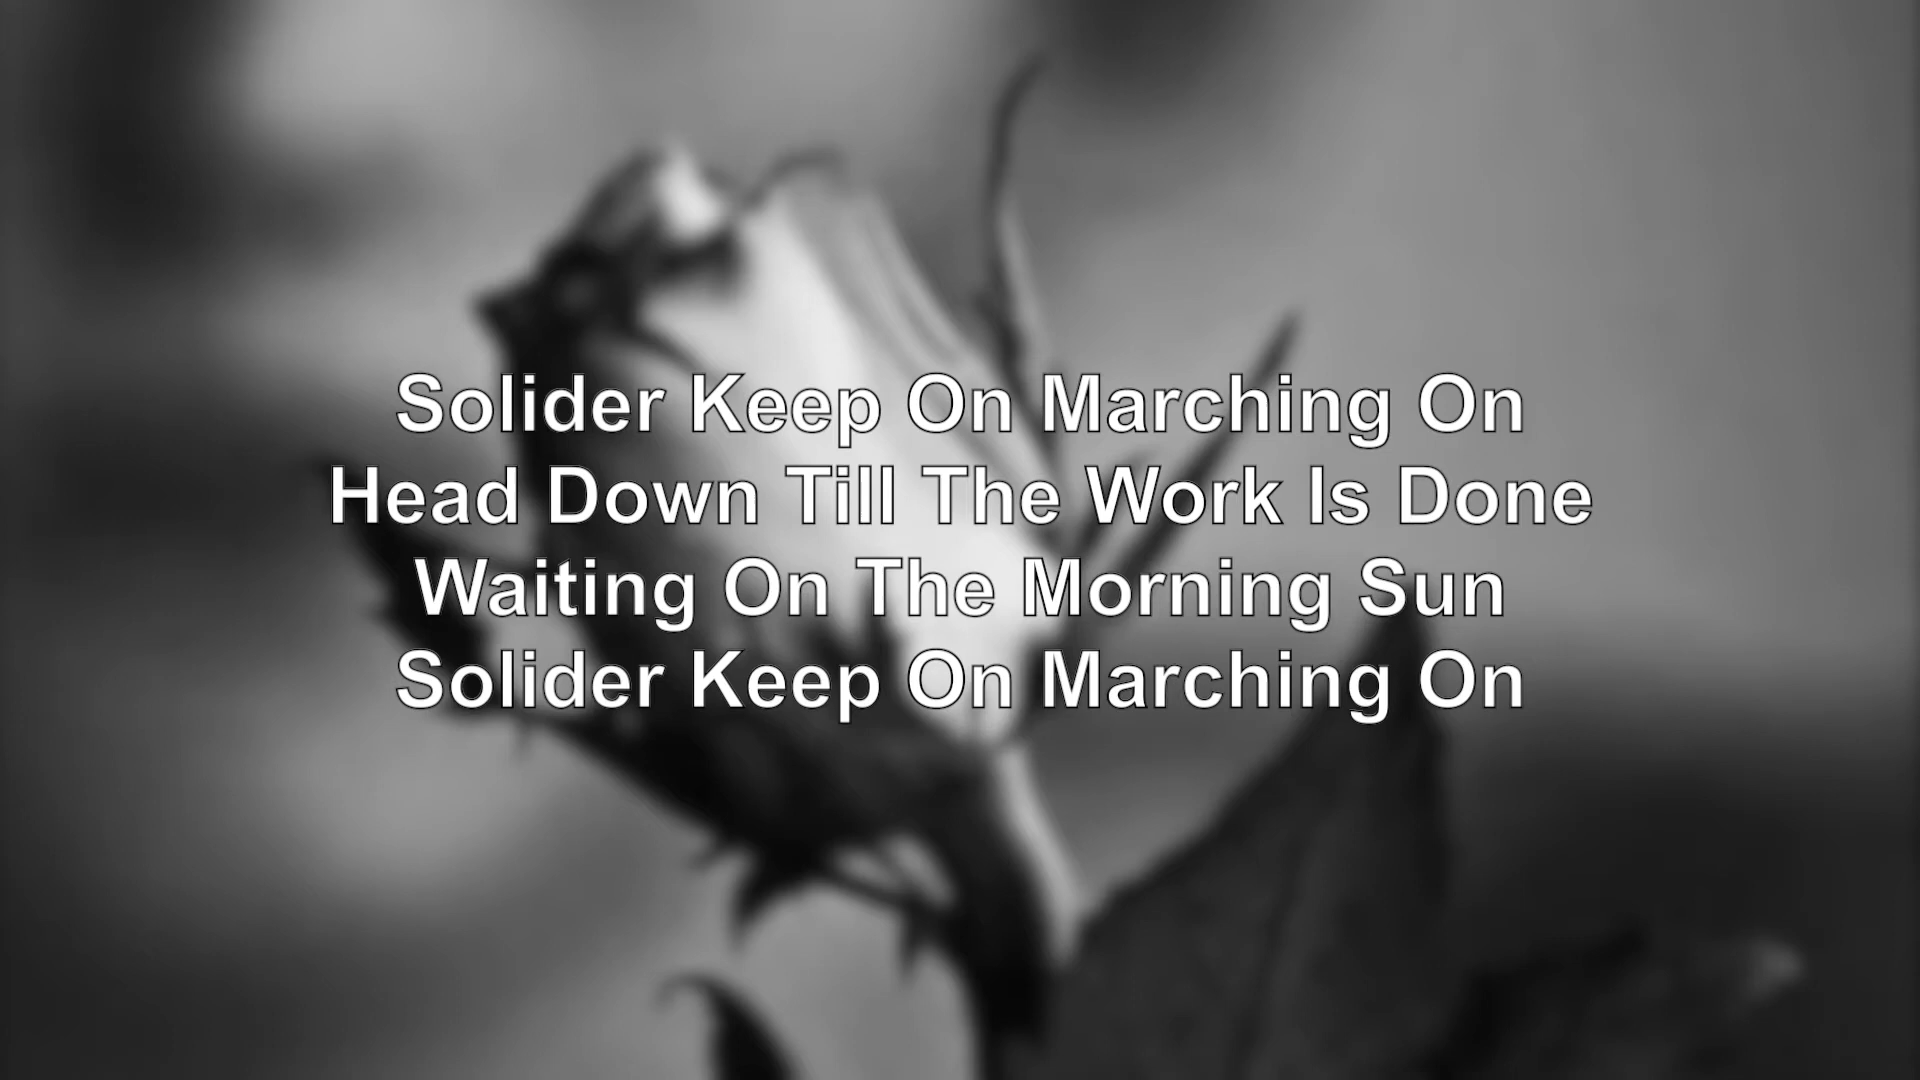 Solider Keep On Marching On
Head Down Till The Work Is Done
Waiting On The Morning Sun
Solider Keep On Marching On